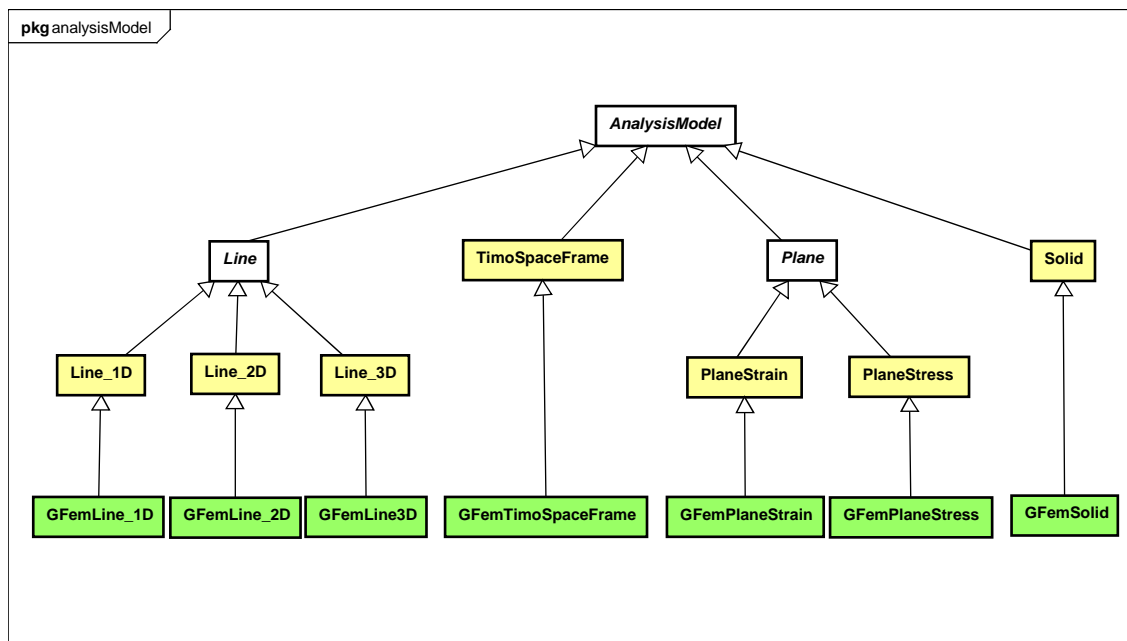 pkg analysisModel
AnalysisModel
Line
TimoSpaceFrame
Plane
Solid
Line_1D
Line_2D
Line_3D
PlaneStrain
PlaneStress
GFemLine_1D
GFemLine_2D
GFemLine3D
GFemTimoSpaceFrame
GFemPlaneStrain
GFemPlaneStress
GFemSolid